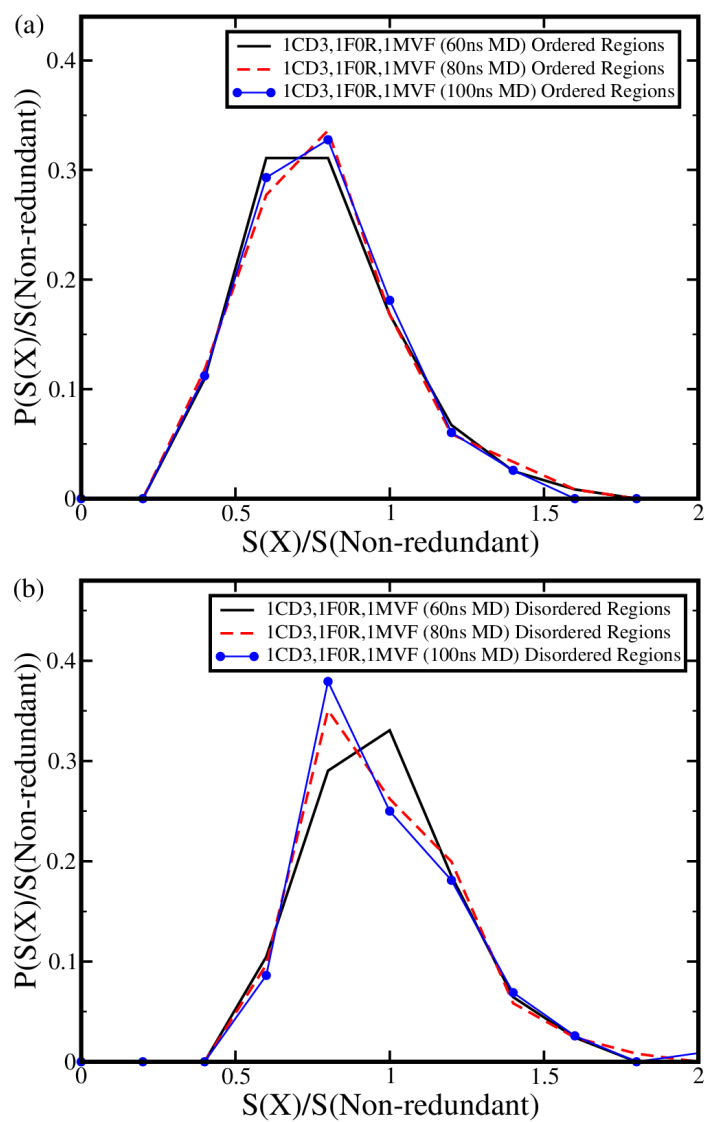 (a)
1CD3,1F0R,1MVF (60ns MD) Ordered Regions
1CD3,1F0R,1MVF (80ns MD) Ordered Regions
1CD3,1F0R,1MVF (100ns MD) Ordered Regions
P(S(X)/S(Non-redundant))
0.4
0.3
0.2
0.1
0
0
0.5
1
1.5
2
S(X)/S(Non-redundant)
(b)
1CD3,1F0R,1MVF (60ns MD) Disordered Regions
1CD3,1F0R,1MVF (80ns MD) Disordered Regions
1CD3,1F0R,1MVF (100ns MD) Disordered Regions
P(S(X)/S(Non-redundant))
0.4
0.3
0.2
0.1
0
0
0.5
1
1.5
2
S(X)/S(Non-redundant)